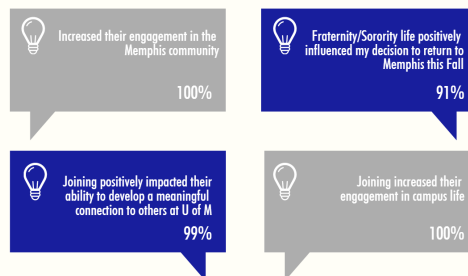 Increased their engagement in the
Memphis community
100%
Fraternity/Sorority life positively
influenced my decision to return to
Memphis this Fall
91%
Joining positively impacted their
ability to develop a meaningful
connection to others at U of M
99%
Joining increased their
engagement in campus life
100%